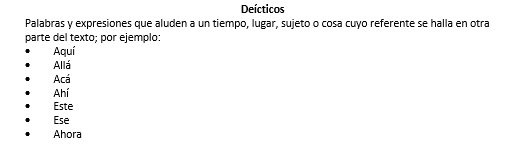 Deícticos
Palabras y expresiones que aluden a un tiempo, lugar, sujeto o cosa cuyo referente se halla en otra
parte del texto; por ejemplo:
• Aquí
• Allá
• Acá
• Ahí
• Este
• Ese
• Ahora